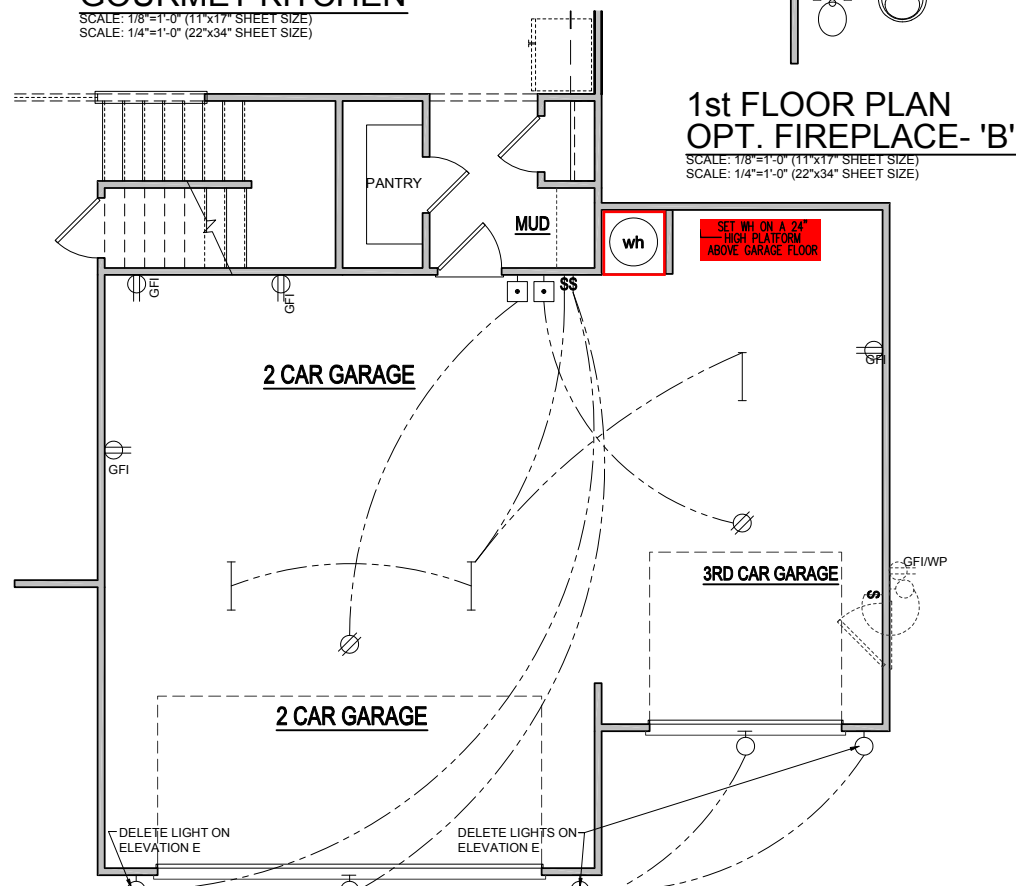 GOURMET KITCHEN
SCALE: 1/8"=1'-0" (11"x17" SHEET SIZE)
SCALE: 1/4"=1'-0" (22"x34" SHEET SIZE)
1st FLOOR PLAN
OPT. FIREPLACE- 'B'
SCALE: 1/8"=1'-0" (11"x17" SHEET SIZE)
SCALE: 1/4"=1'-0" (22"x34" SHEET SIZE)
PANTRY
MUD
wh
SET WH ON A 24"
HIGH PLATFORM
ABOVE GARAGE FLOOR
GFI
GFI
$$
2 CAR GARAGE
GFI
GFI
3RD CAR GARAGE
GFI/WP
$
2 CAR GARAGE
DELETE LIGHT ON
ELEVATION E
DELETE LIGHTS ON
ELEVATION E